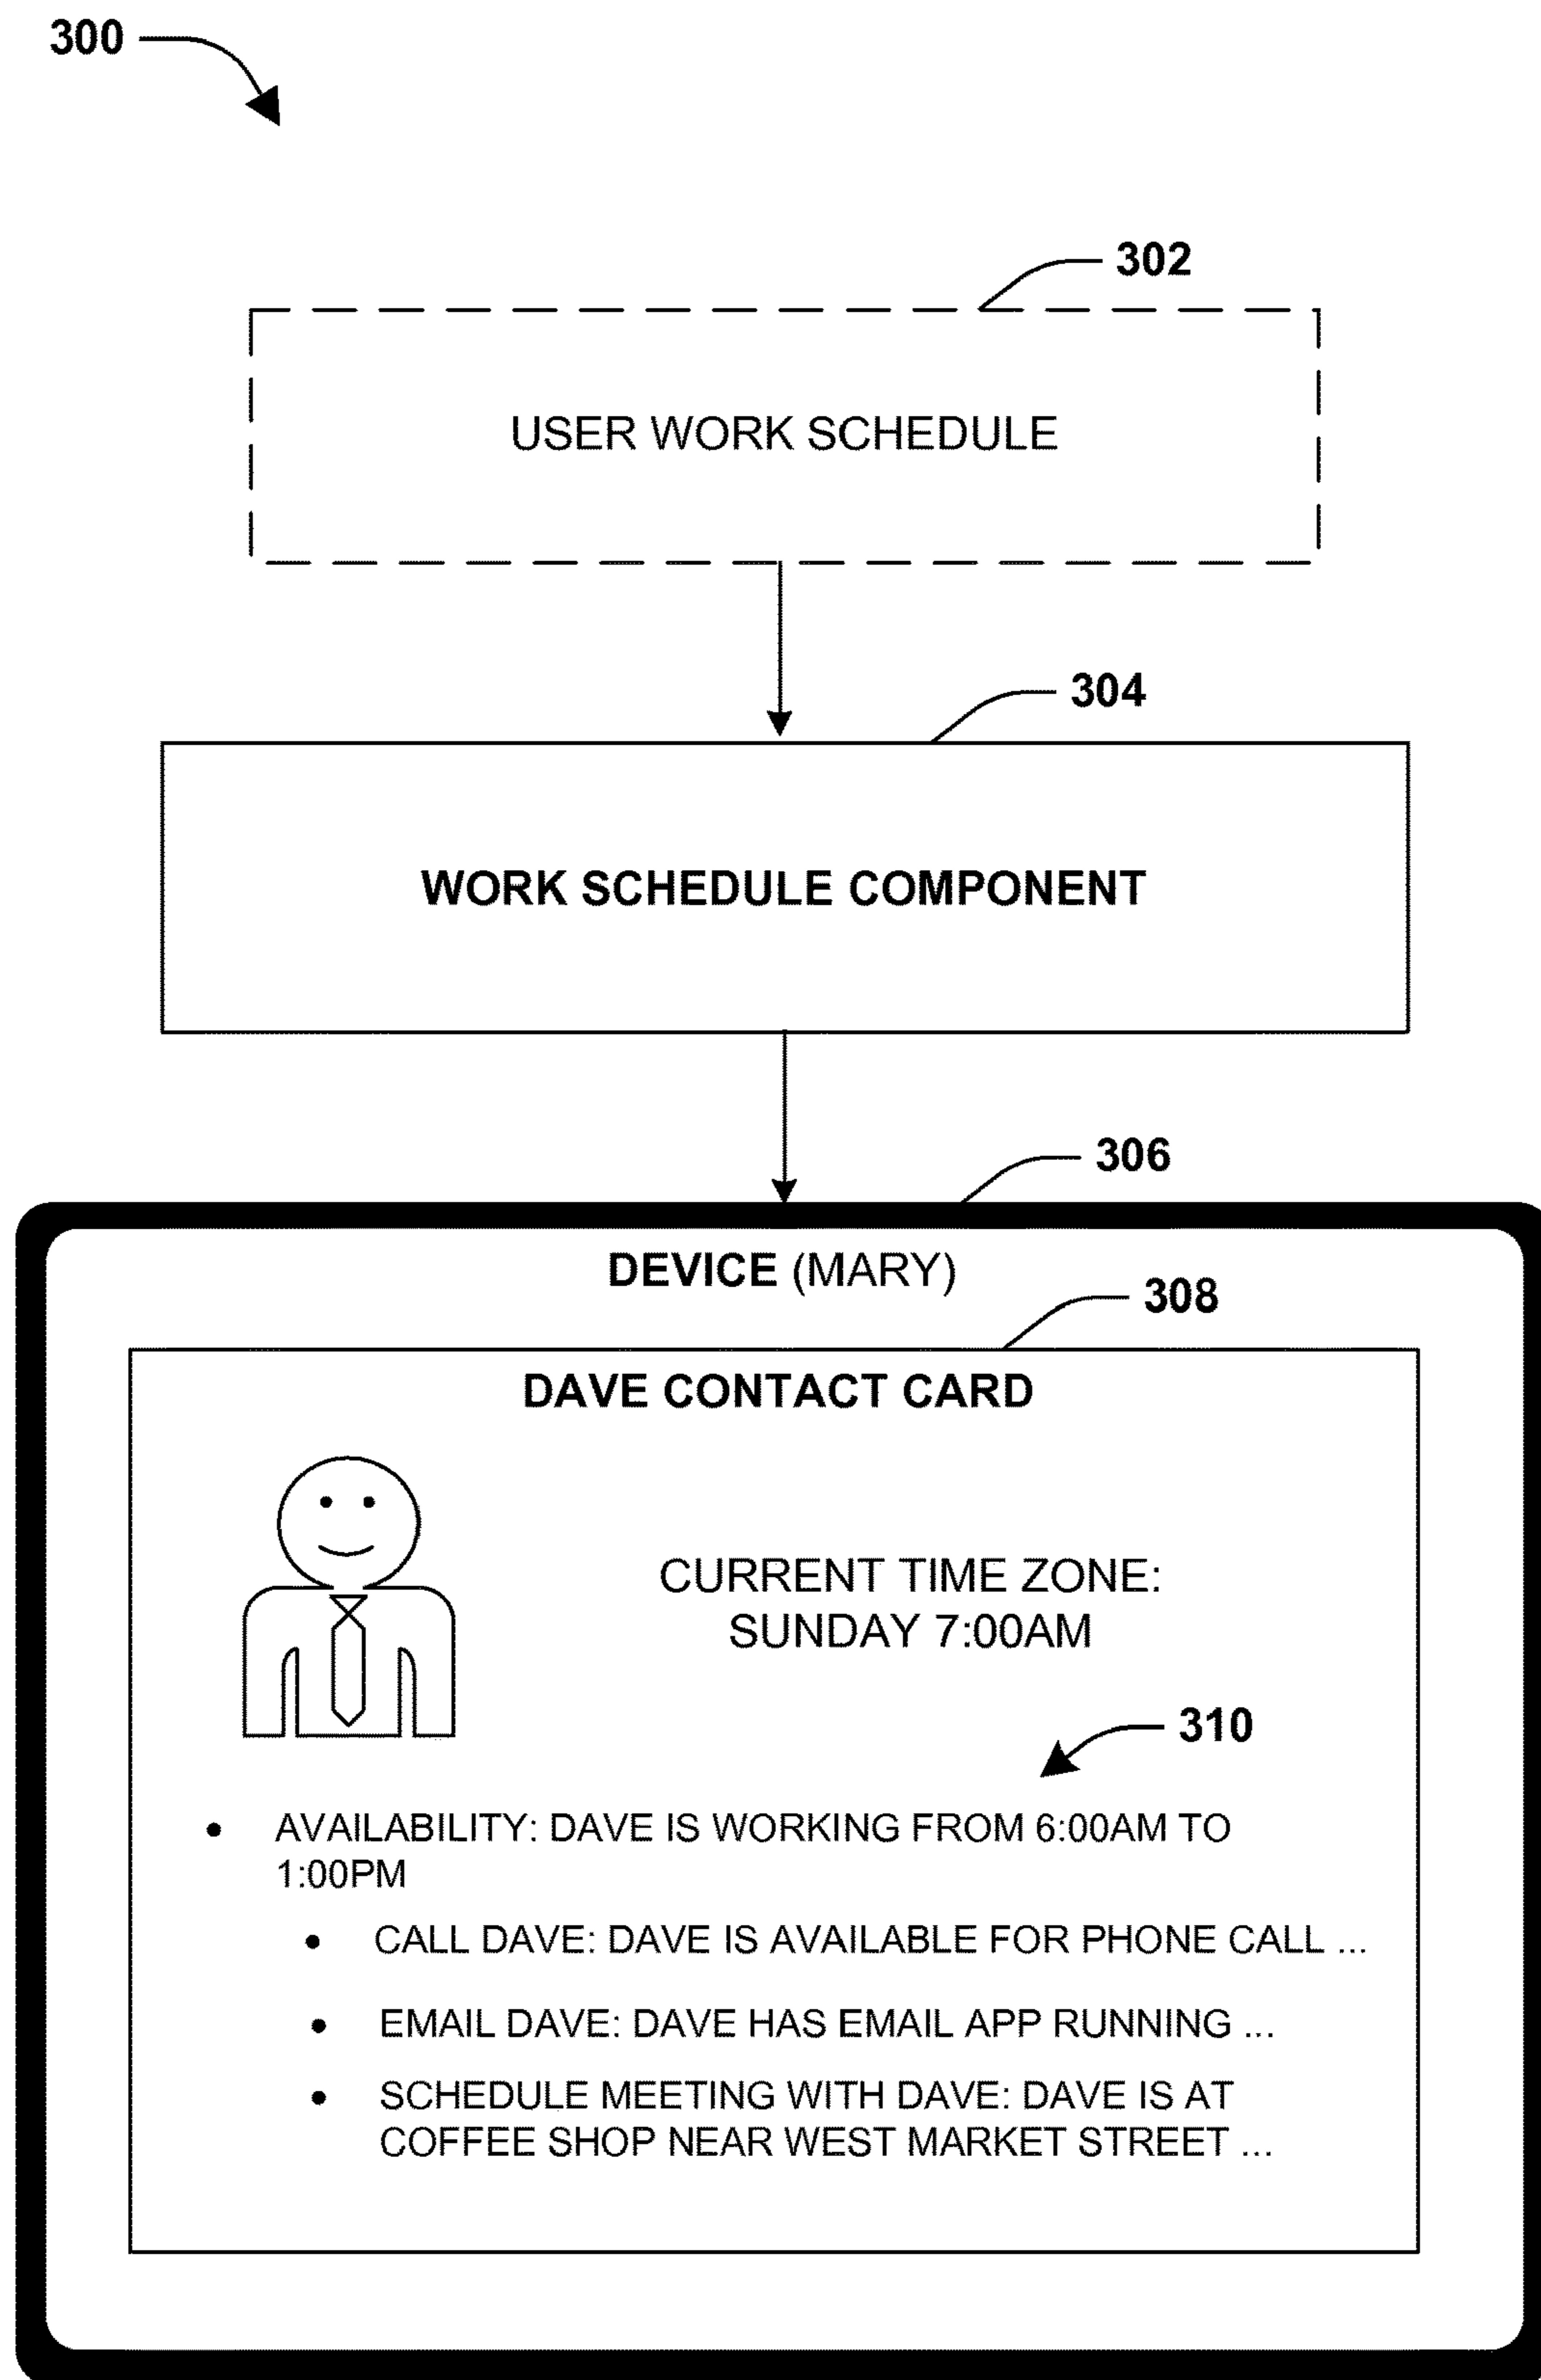 300
302
USER WORK SCHEDULE
304
WORK SCHEDULE COMPONENT
306
DEVICE (MARY)
308
DAVE CONTACT CARD
CURRENT TIME ZONE:
SUNDAY 7:00AM
310
• AVAILABILITY: DAVE IS WORKING FROM 6:00AM TO
1:00PM
• CALL DAVE: DAVE IS AVAILABLE FOR PHONE CALL ...
• EMAIL DAVE: DAVE HAS EMAIL APP RUNNING ...
• SCHEDULE MEETING WITH DAVE: DAVE IS AT
COFFEE SHOP NEAR WEST MARKET STREET ...